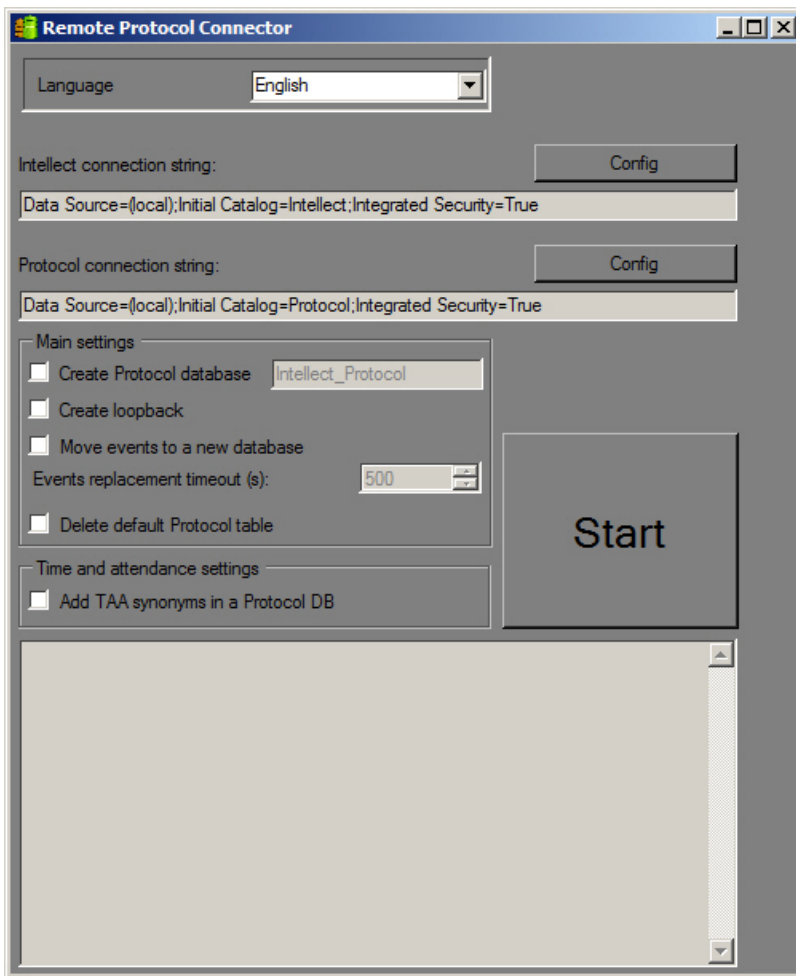 Remote Protocol Connector
Language English
Intellect connection string: Config
Data Source=(local);Initial Catalog=Intellect;Integrated Security=True
Protocol connection string: Config
Data Source=(local);Initial Catalog=Protocol;Integrated Security=True
Main settings
Create Protocol database Intellect_Protocol
Create loopback
Move events to a new database
Events replacement timeout (s): 500
Delete default Protocol table
Start
Time and attendance settings
Add TAA synonyms in a Protocol DB